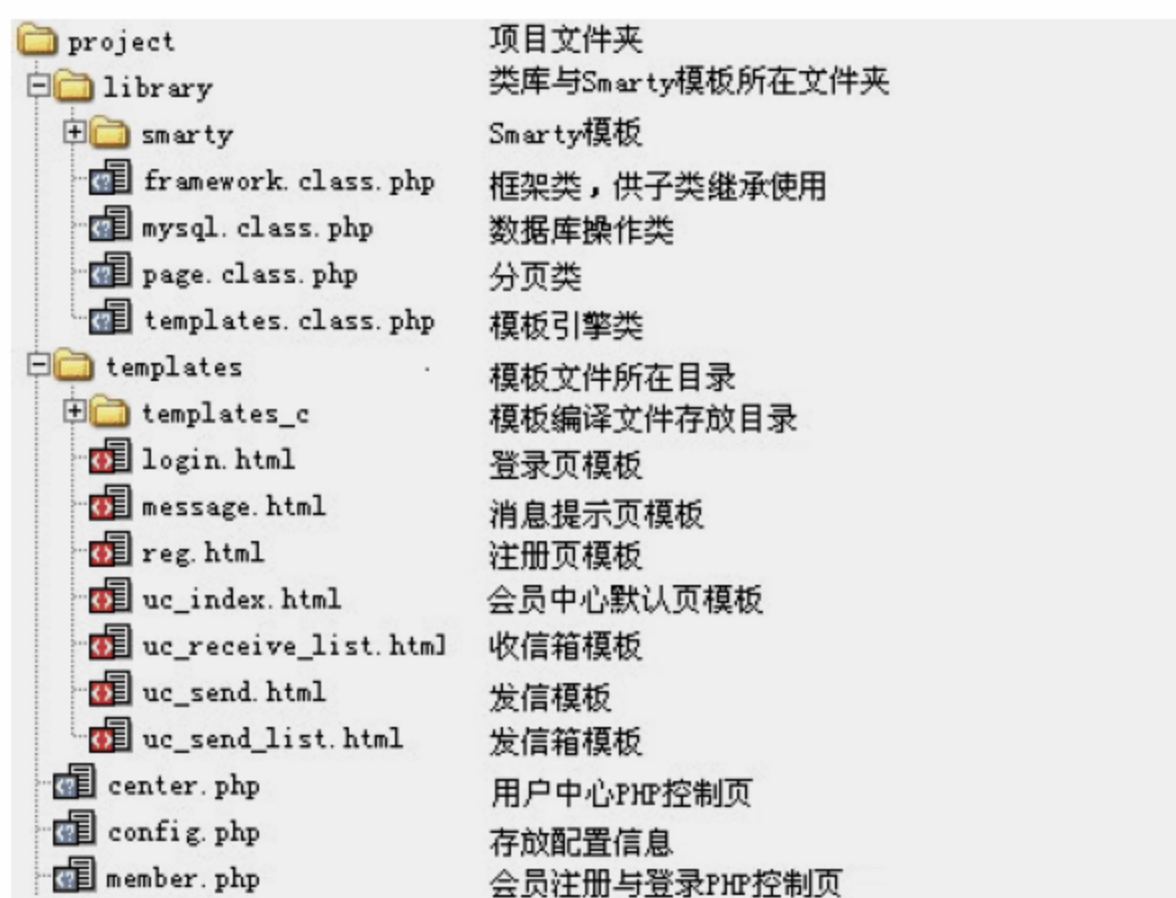 project 项目文件夹
library 类库与Smarty模板所在文件夹
smarty Smarty模板
framework.class.php 框架类，供子类继承使用
mysql.class.php 数据库操作类
page.class.php 分页类
templates.class.php 模板引擎类
templates 模板文件所在目录
templates_c 模板编译文件存放目录
login.html 登录页模板
message.html 消息提示页模板
reg.html 注册页模板
uc_index.html 会员中心默认页模板
uc_receive_list.html 收信箱模板
uc_send.html 发信模板
uc_send_list.html 发信箱模板
center.php 用户中心PHP控制页
config.php 存放配置信息
member.php 会员注册与登录PHP控制页